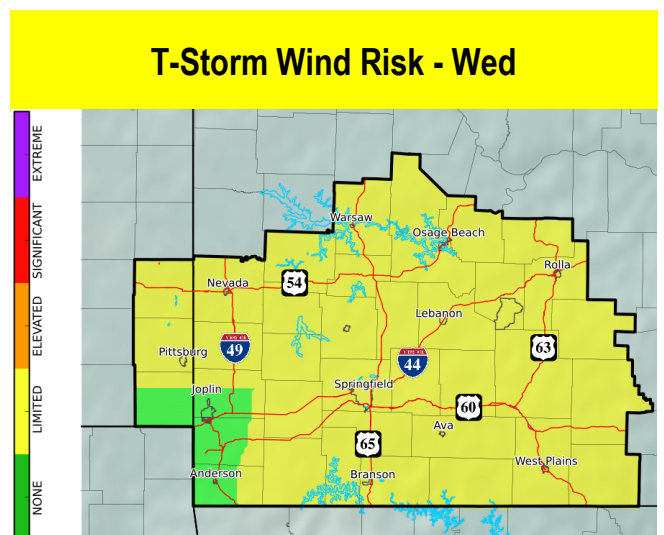 T-Storm Wind Risk - Wed
EXTREME
SIGNIFICANT
ELEVATED
LIMITED
NONE
Warsaw
Osage Beach
Rolla
Nevada
54
Lebanon
Pittsburg
49
44
63
Joplin
Springfield
60
Ava
65
Anderson
Branson
West Plains